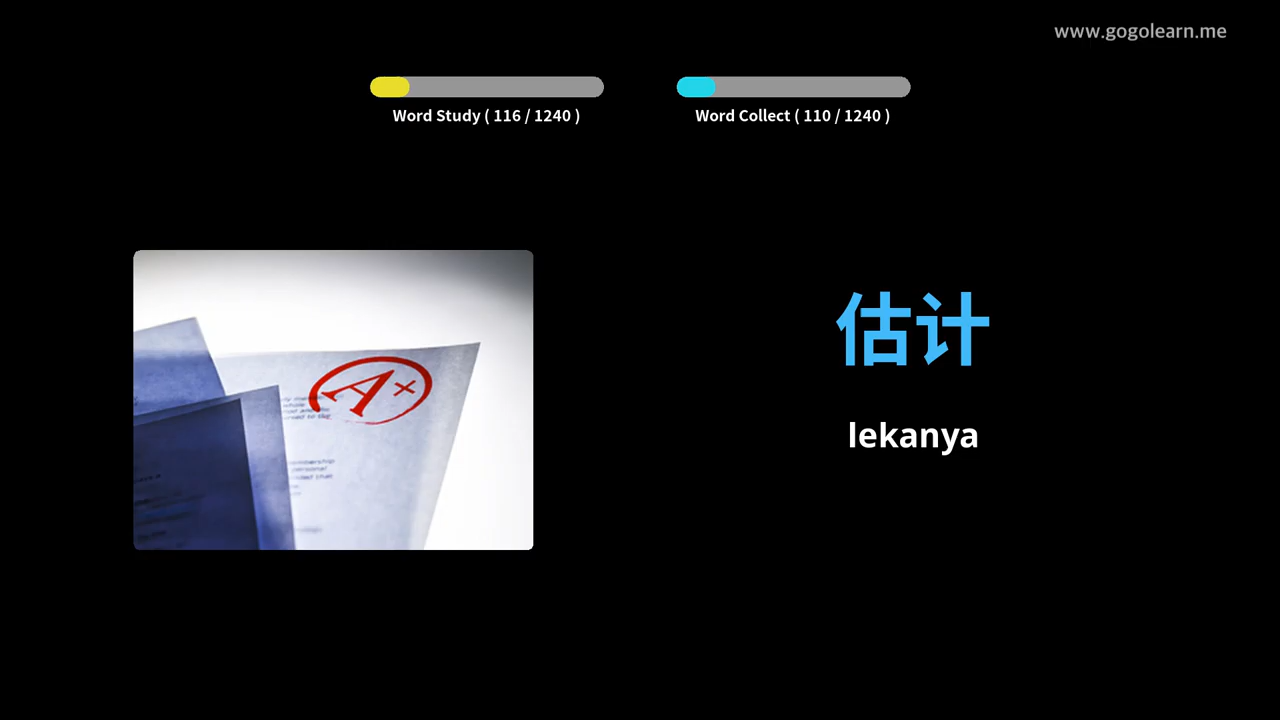 www.gogolearn.me
Word Study ( 116 / 1240 )
Word Collect ( 110 / 1240 )
A+
估计
lekanya